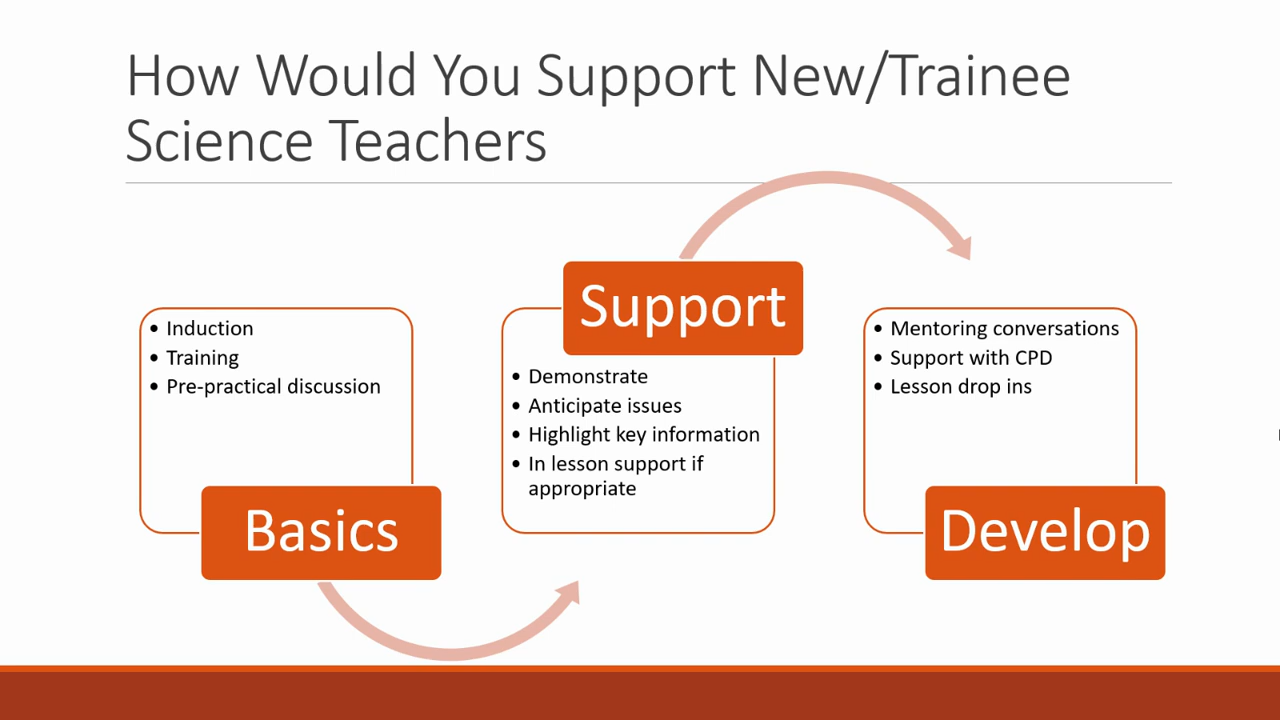 How Would You Support New/Trainee
Science Teachers
• Induction
• Training
• Pre-practical discussion
Basics
Support
• Demonstrate
• Anticipate issues
• Highlight key information
• In lesson support if
appropriate
• Mentoring conversations
• Support with CPD
• Lesson drop ins
Develop